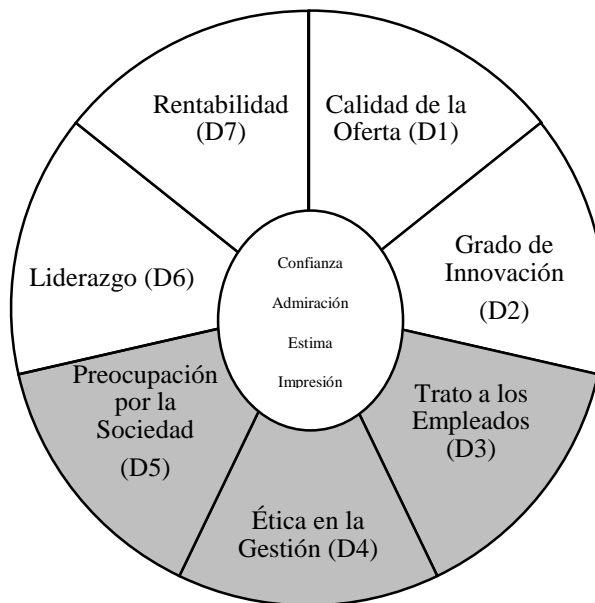 Rentabilidad
(D7)
Calidad de la
Oferta (D1)
Grado de
Innovación
(D2)
Trato a los
Empleados
(D3)
Ética en la
Gestión (D4)
Preocupación
por la
Sociedad
(D5)
Liderazgo (D6)
Confianza
Admiración
Estima
Impresión